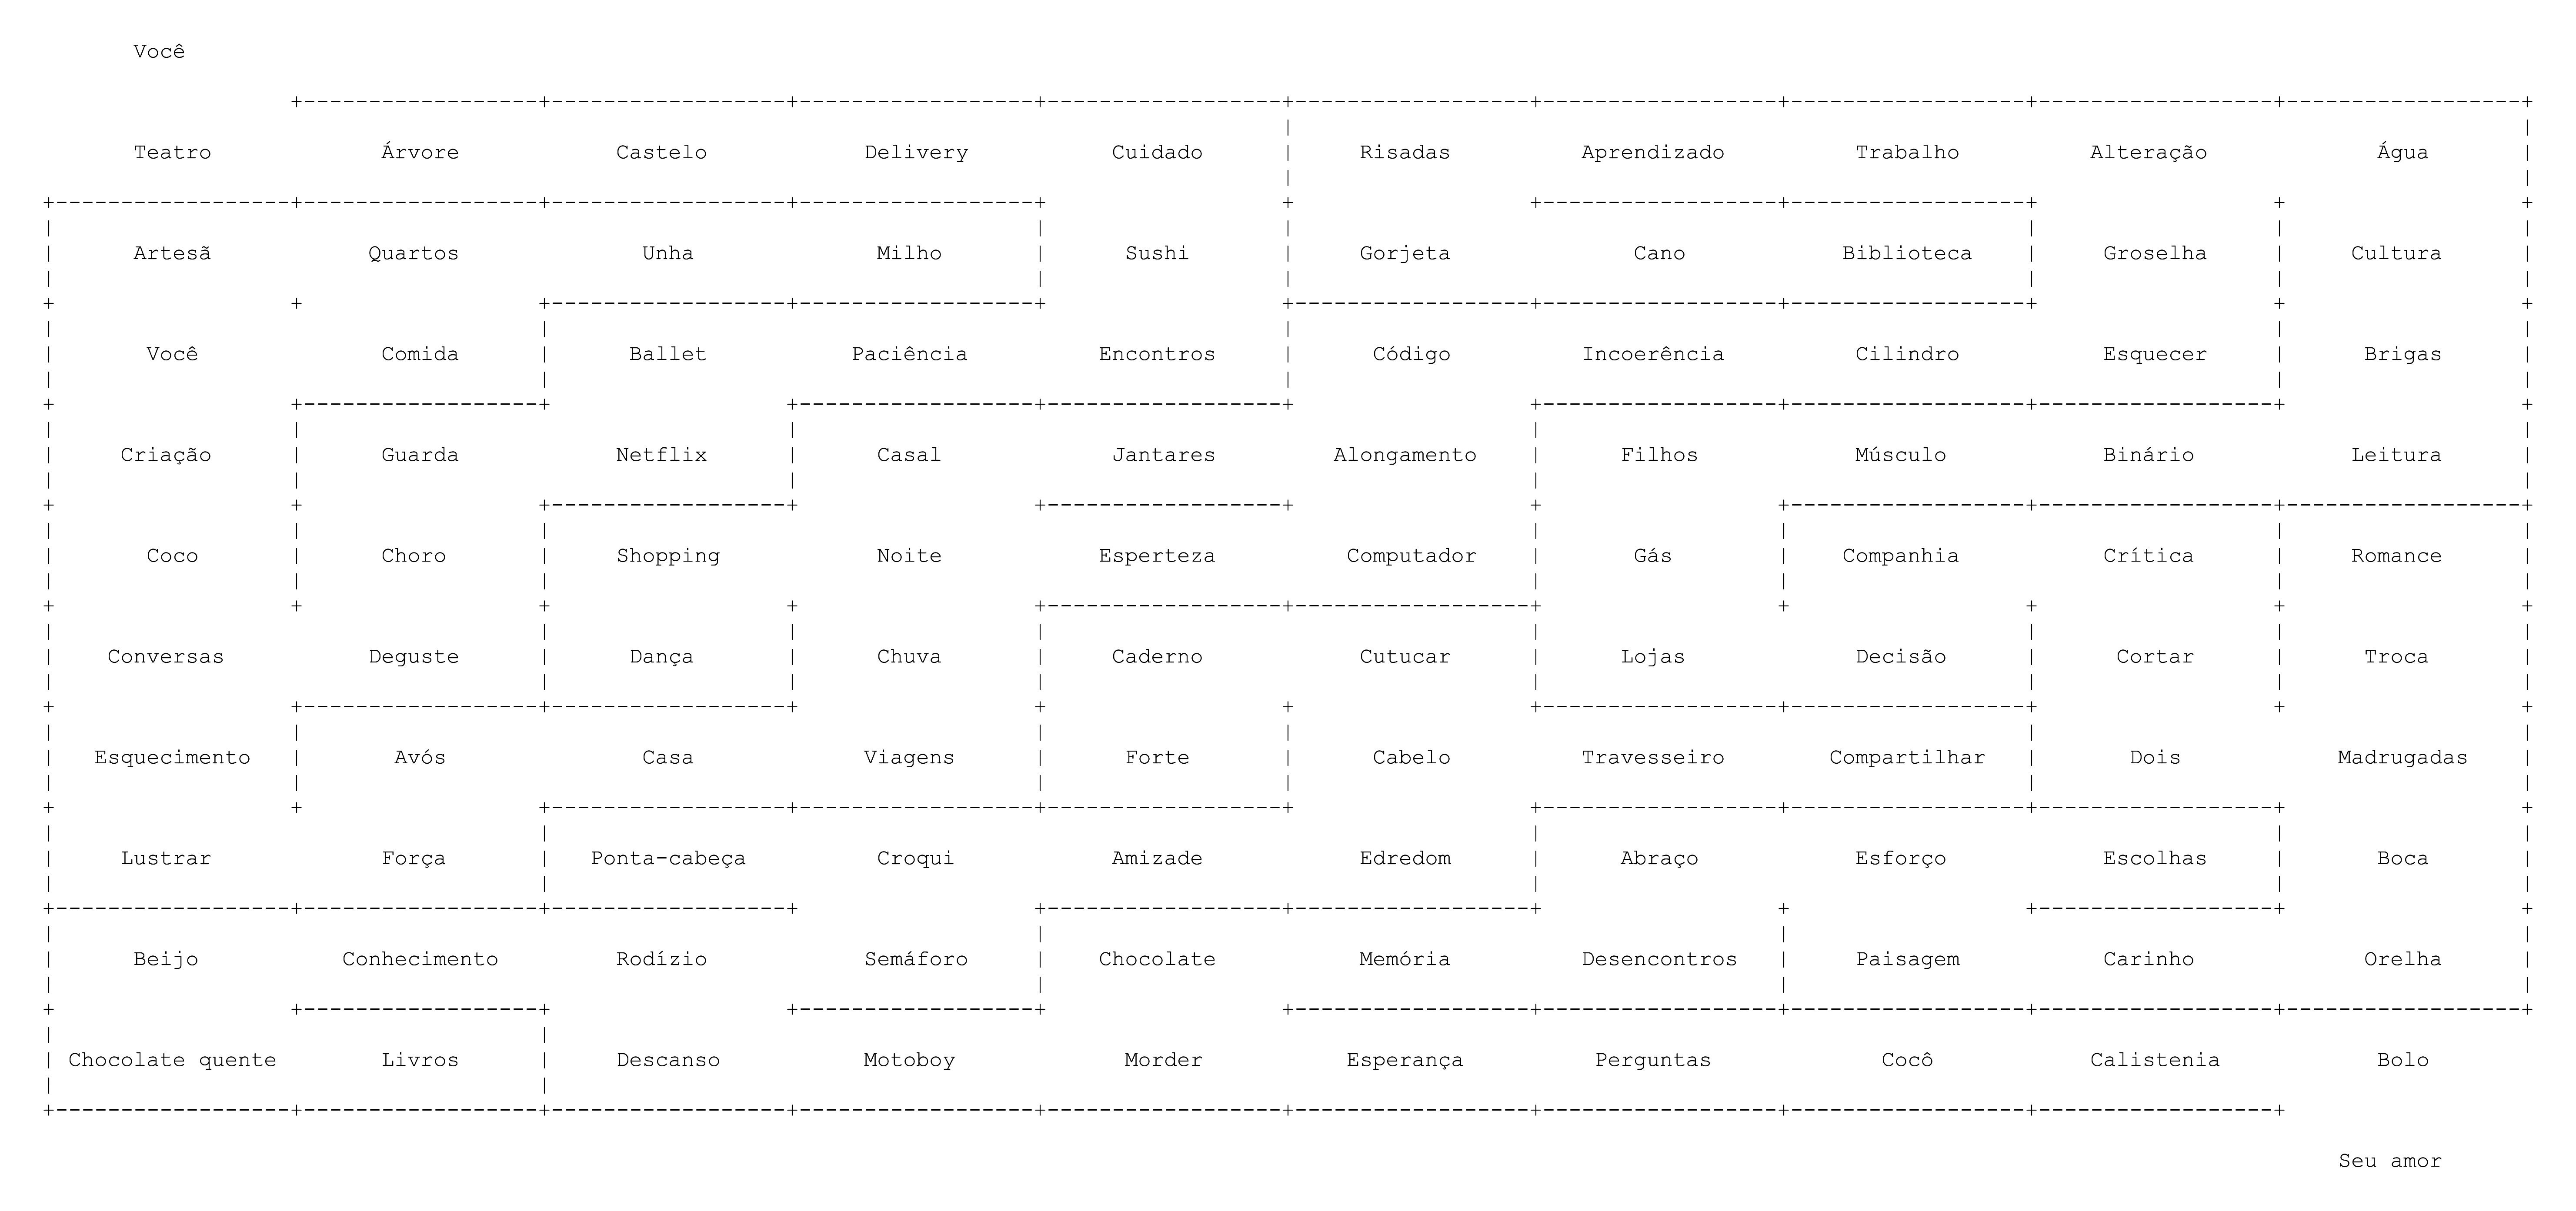 Você
Teatro Árvore Castelo Delivery Cuidado Risadas Aprendizado Trabalho Alteração Água
Artesã Quartos Unha Milho Sushi Gorjeta Cano Biblioteca Groselha Cultura
Você Comida Ballet Paciência Encontros Código Incoerência Cilindro Esquecer Brigas
Criação Guarda Netflix Casal Jantares Alongamento Filhos Músculo Binário Leitura
Coco Choro Shopping Noite Esperteza Computador Gás Companhia Crítica Romance
Conversas Deguste Dança Chuva Caderno Cutucar Lojas Decisão Cortar Troca
Esquecimento Avós Casa Viagens Forte Cabelo Travesseiro Compartilhar Dois Madrugadas
Lustrar Força Ponta-cabeça Croqui Amizade Edredom Abraço Esforço Escolhas Boca
Beijo Conhecimento Rodízio Semáforo Chocolate Memória Desencontros Paisagem Carinho Orelha
Chocolate quente Livros Descanso Motoboy Morder Esperança Perguntas Cocô Calistenia Bolo
Seu amor